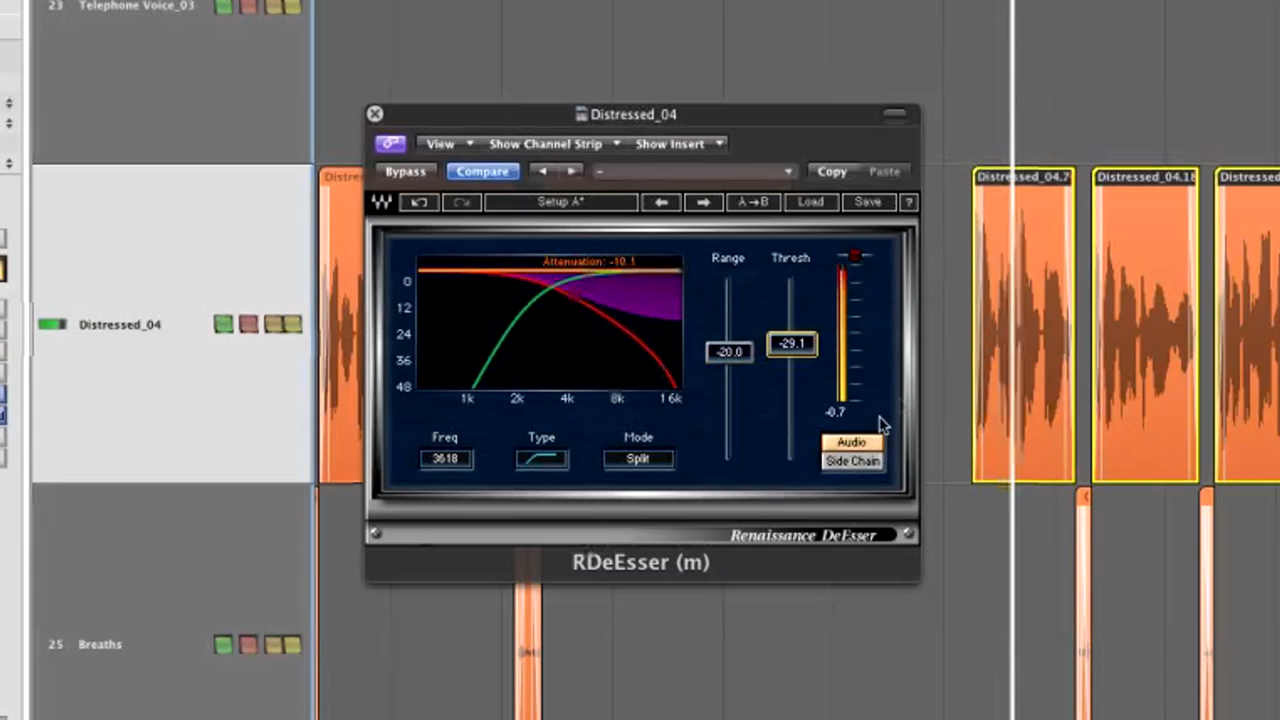 23 Telephone Voice_03
Distressed_04
View Show Channel Strip Show Insert
Bypass Compare - Copy Paste
Setup A* A→B Load Save ?
Attenuation: -10.1
0
12
24
36
48
1k 2k 4k 8k 16k
Range Thresh
-20.0 -29.1
-0.7
Freq Type Mode
3618 Split
Audio
Side Chain
Renaissance DeEsser
RDeEsser (m)
Distressed_04
25 Breaths
Distres
Distressed_04.7
Distressed_04.18
Distressed